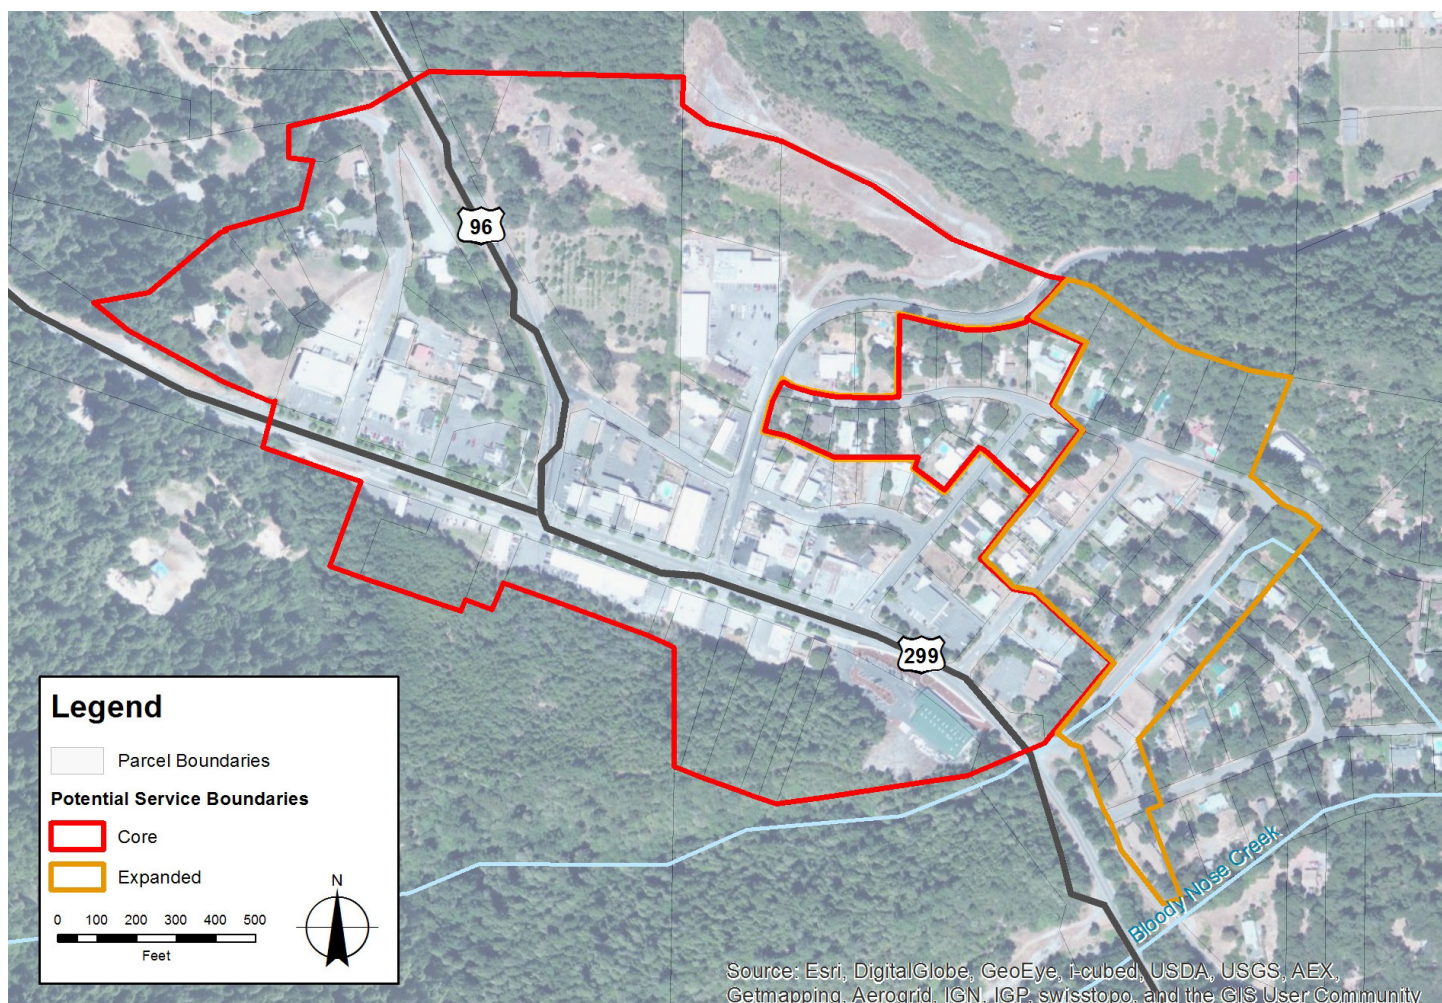 96
299
Legend
Parcel Boundaries
Potential Service Boundaries
Core
Expanded
N
0 100 200 300 400 500
Feet
Bloody Nose Creek
Source: Esri, DigitalGlobe, GeoEye, i-cubed, USDA, USGS, AEX,
Getmapping, Aerogrid, IGN, IGP, swisstopo, and the GIS User Community